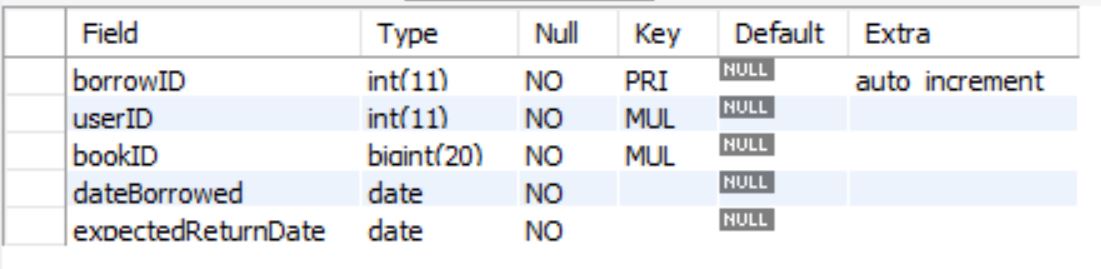 Field Type Null Key Default Extra
borrowID int(11) NO PRI NULL auto_increment
userID int(11) NO MUL NULL
bookID bigint(20) NO MUL NULL
dateBorrowed date NO NULL
expectedReturnDate date NO NULL